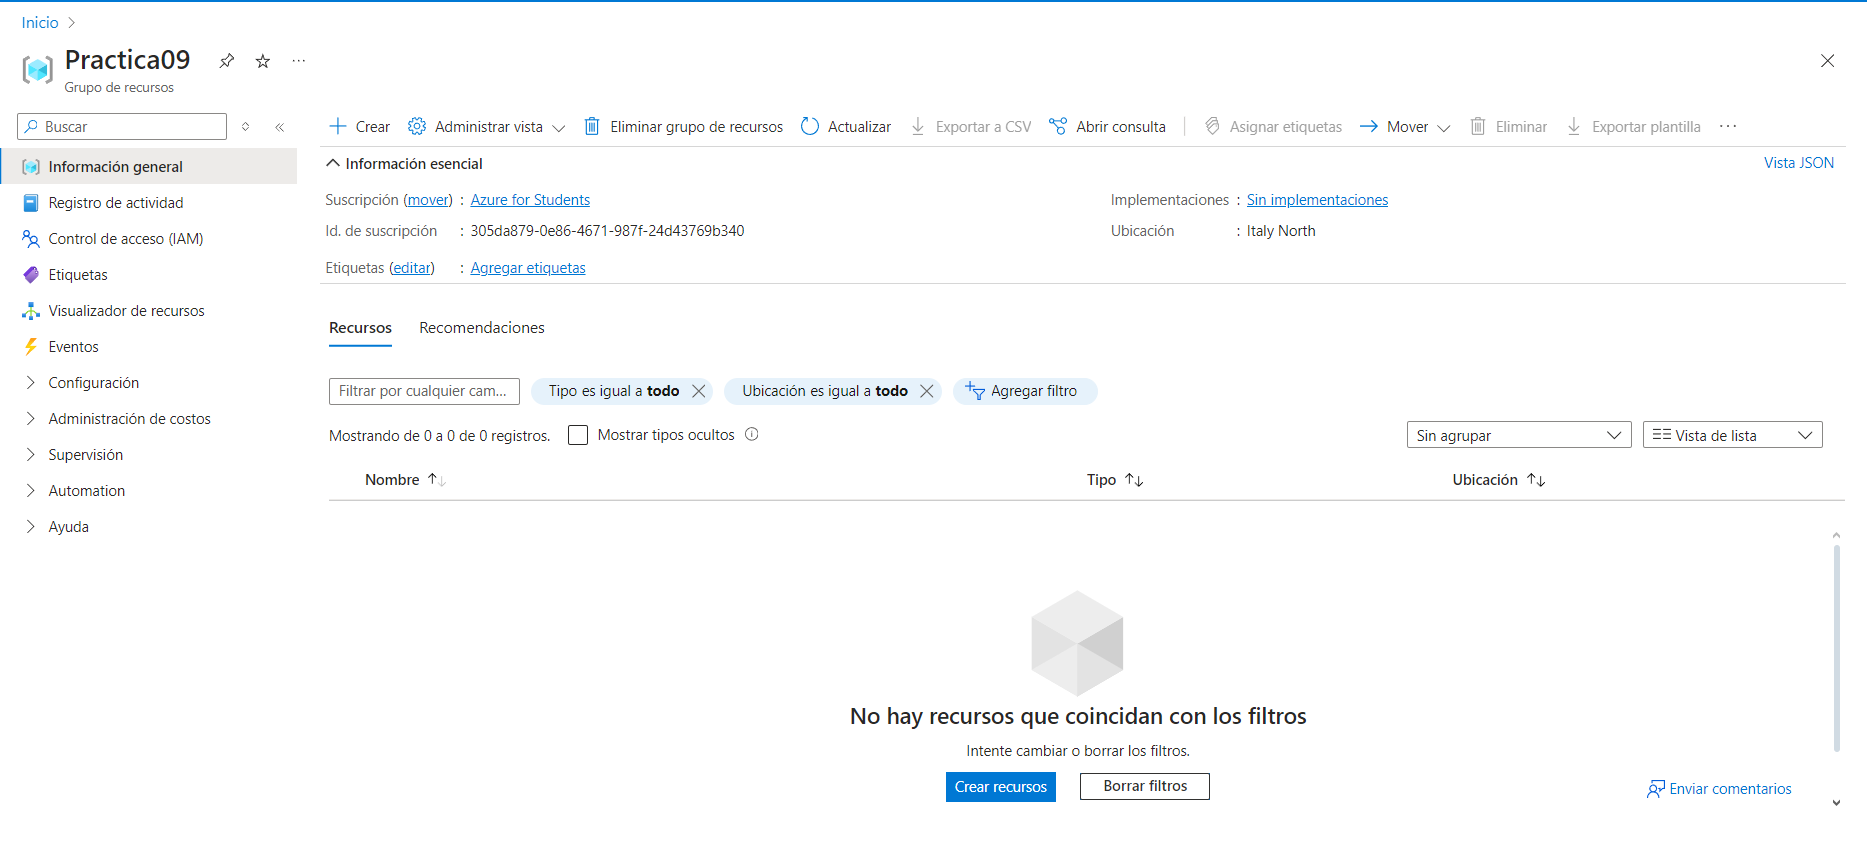 Inicio
Practica09
Grupo de recursos
Buscar
Crear Administrar vista Eliminar grupo de recursos Actualizar Exportar a CSV Abrir consulta Asignar etiquetas Mover Eliminar Exportar plantilla
Información general
Registro de actividad
Control de acceso (IAM)
Etiquetas
Visualizador de recursos
Eventos
Configuración
Administración de costos
Supervisión
Automation
Ayuda
Información esencial
Vista JSON
Suscripción (mover) : Azure for Students
Id. de suscripción : 305da879-0e86-4671-987f-24d43769b340
Etiquetas (editar) : Agregar etiquetas
Implementaciones : Sin implementaciones
Ubicación : Italy North
Recursos Recomendaciones
Filtrar por cualquier cam... Tipo es igual a todo Ubicación es igual a todo Agregar filtro
Mostrando de 0 a 0 de 0 registros. Mostrar tipos ocultos Sin agrupar Vista de lista
Nombre Tipo Ubicación
No hay recursos que coincidan con los filtros
Intente cambiar o borrar los filtros.
Crear recursos Borrar filtros
Enviar comentarios